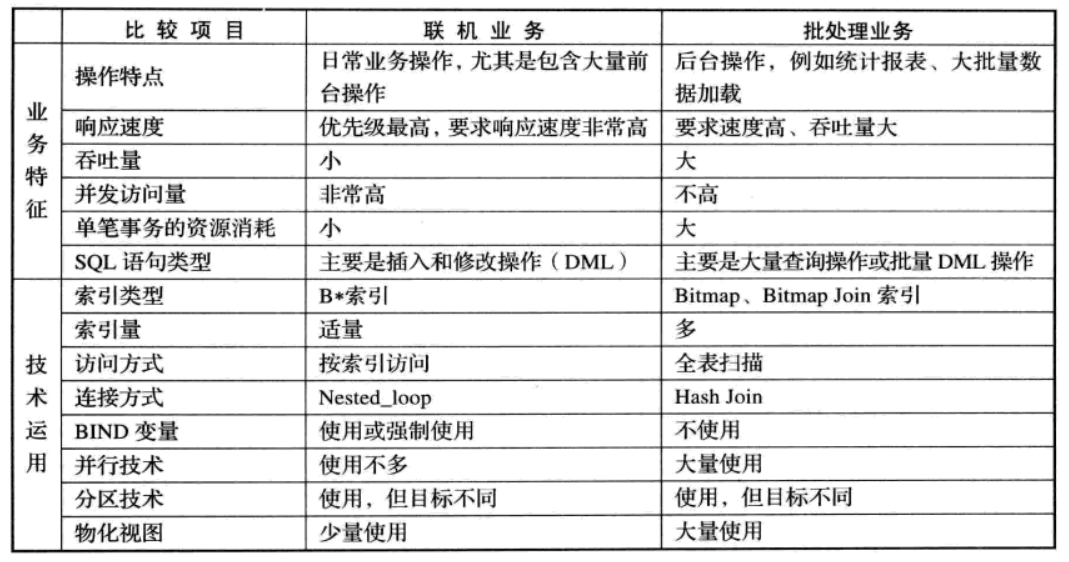 比较项目 联机业务 批处理业务
业务特征
操作特点 日常业务操作，尤其是包含大量前台操作 后台操作，例如统计报表、大批量数据加载
响应速度 优先级最高，要求响应速度非常高 要求速度高、吞吐量大
吞吐量 小 大
并发访问量 非常高 不高
单笔事务的资源消耗 小 大
SQL 语句类型 主要是插入和修改操作（DML） 主要是大量查询操作或批量 DML 操作
技术运用
索引类型 B*索引 Bitmap、Bitmap Join 索引
索引量 适量 多
访问方式 按索引访问 全表扫描
连接方式 Nested_loop Hash Join
BIND 变量 使用或强制使用 不使用
并行技术 使用不多 大量使用
分区技术 使用，但目标不同 使用，但目标不同
物化视图 少量使用 大量使用